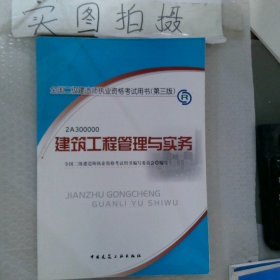 实图拍摄
全国二级建造师执业资格考试用书(第三版)
R
2A300000
建筑工程管理与实务
全国二级建造师执业资格考试用书编写委员会◎编写
JIANZHU GONGCHENG
GUANLI YU SHIWU
中国建筑工业出版社